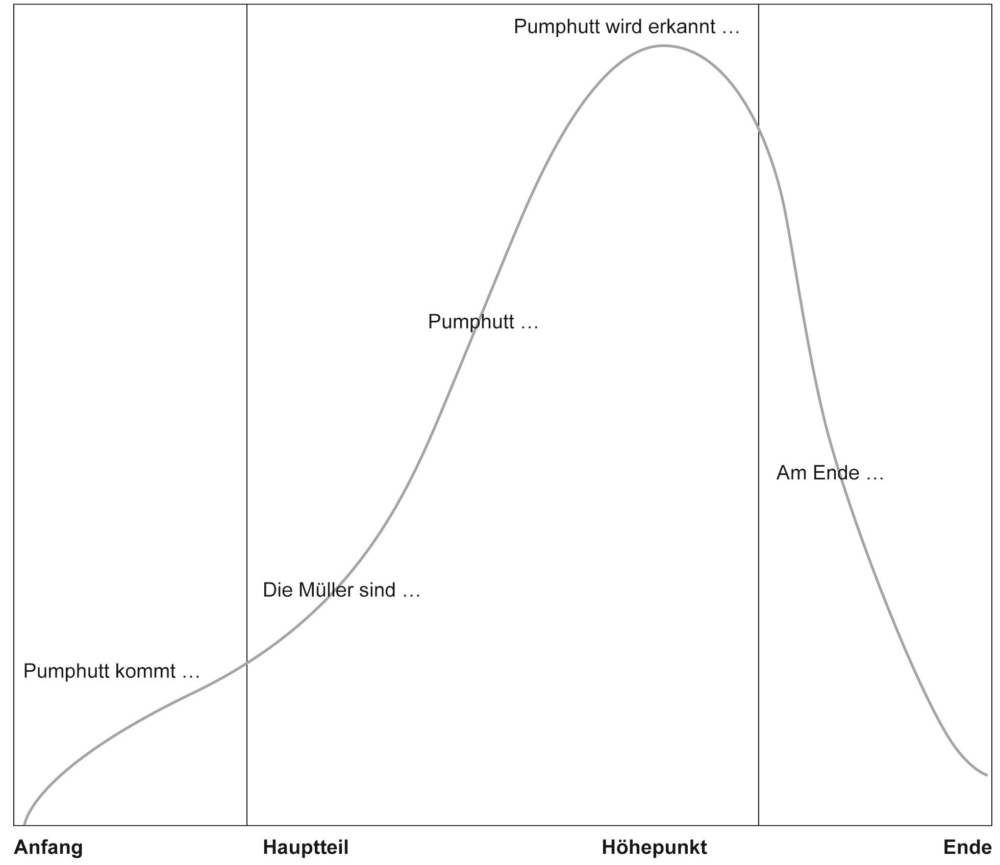 Pumphutt wird erkannt …
Pumphutt …
Am Ende …
Die Müller sind …
Pumphutt kommt …
Anfang
Hauptteil
Höhepunkt
Ende